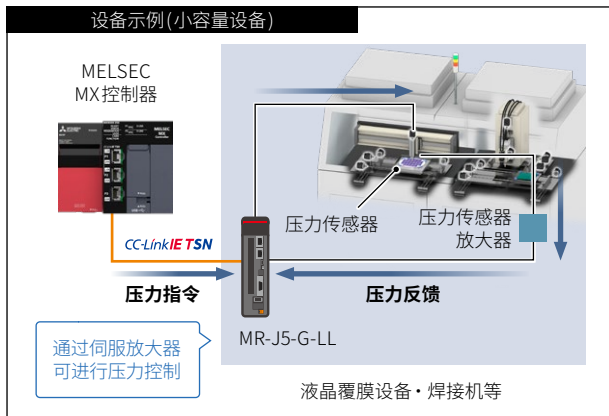 设备示例(小容量设备)
MELSEC
MX控制器
MELSEC
压力传感器
压力传感器
放大器
CC-Link IE TSN
压力指令
压力反馈
通过伺服放大器
可进行压力控制
MR-J5-G-LL
液晶覆膜设备・焊接机等